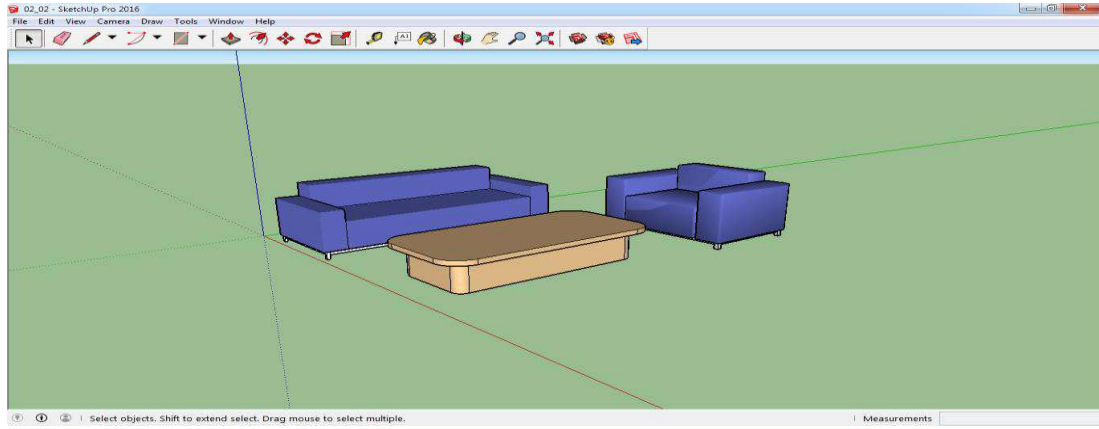 02_02 - SketchUp Pro 2016
File Edit View Camera Draw Tools Window Help
A1
Select objects. Shift to extend select. Drag mouse to select multiple.
Measurements